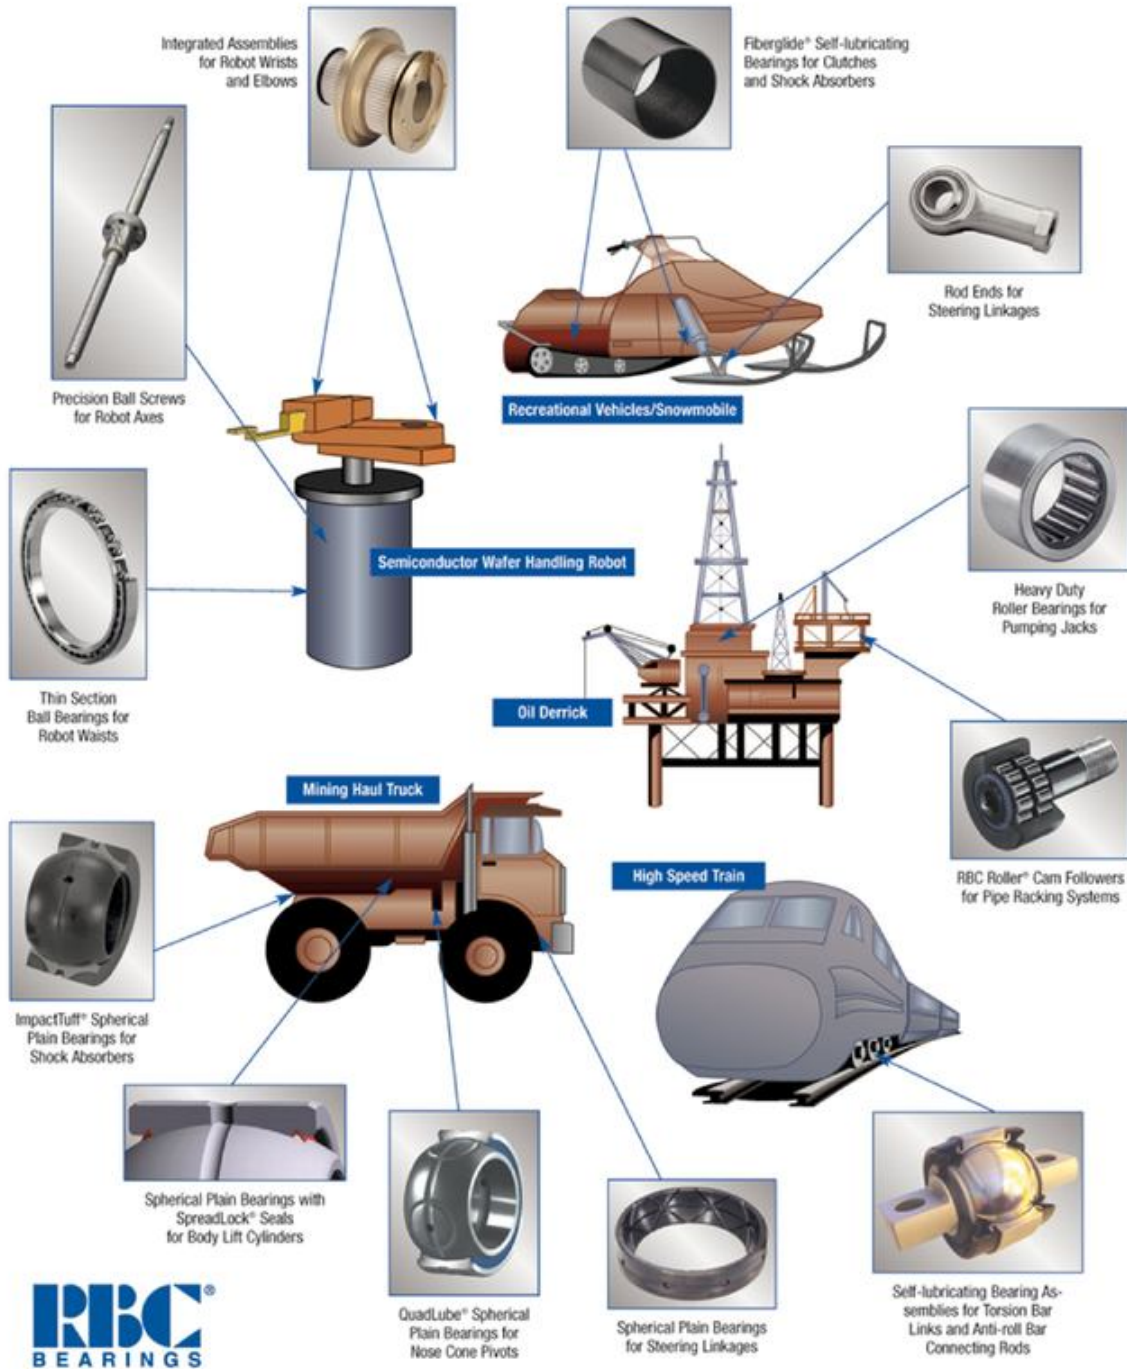 Integrated Assemblies
for Robot Wrists
and Elbows
Fiberglide® Self-lubricating
Bearings for Clutches
and Shock Absorbers
Rod Ends for
Steering Linkages
Precision Ball Screws
for Robot Axes
Recreational Vehicles/Snowmobile
Semiconductor Wafer Handling Robot
Heavy Duty
Roller Bearings for
Pumping Jacks
Thin Section
Ball Bearings for
Robot Waists
Oil Derrick
Mining Haul Truck
RBC Roller® Cam Followers
for Pipe Racking Systems
High Speed Train
ImpactTuff® Spherical
Plain Bearings for
Shock Absorbers
Spherical Plain Bearings with
SpreadLock® Seals
for Body Lift Cylinders
QuadLube® Spherical
Plain Bearings for
Nose Cone Pivots
Spherical Plain Bearings
for Steering Linkages
Self-lubricating Bearing As-
semblies for Torsion Bar
Links and Anti-roll Bar
Connecting Rods
RBC®
BEARINGS